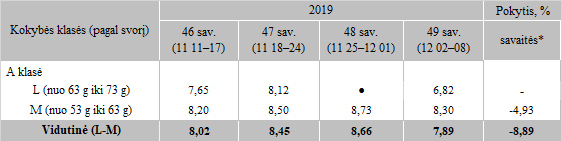 Kokybės klasės (pagal svorį) 2019 Pokytis, %
46 sav. 47 sav. 48 sav. 49 sav. savaitės*
(11 11–17) (11 18–24) (11 25–12 01) (12 02–08)
A klasė
L (nuo 63 g iki 73 g) 7,65 8,12 ● 6,82 -
M (nuo 53 g iki 63 g) 8,20 8,50 8,73 8,30 -4,93
Vidutinė (L-M) 8,02 8,45 8,66 7,89 -8,89